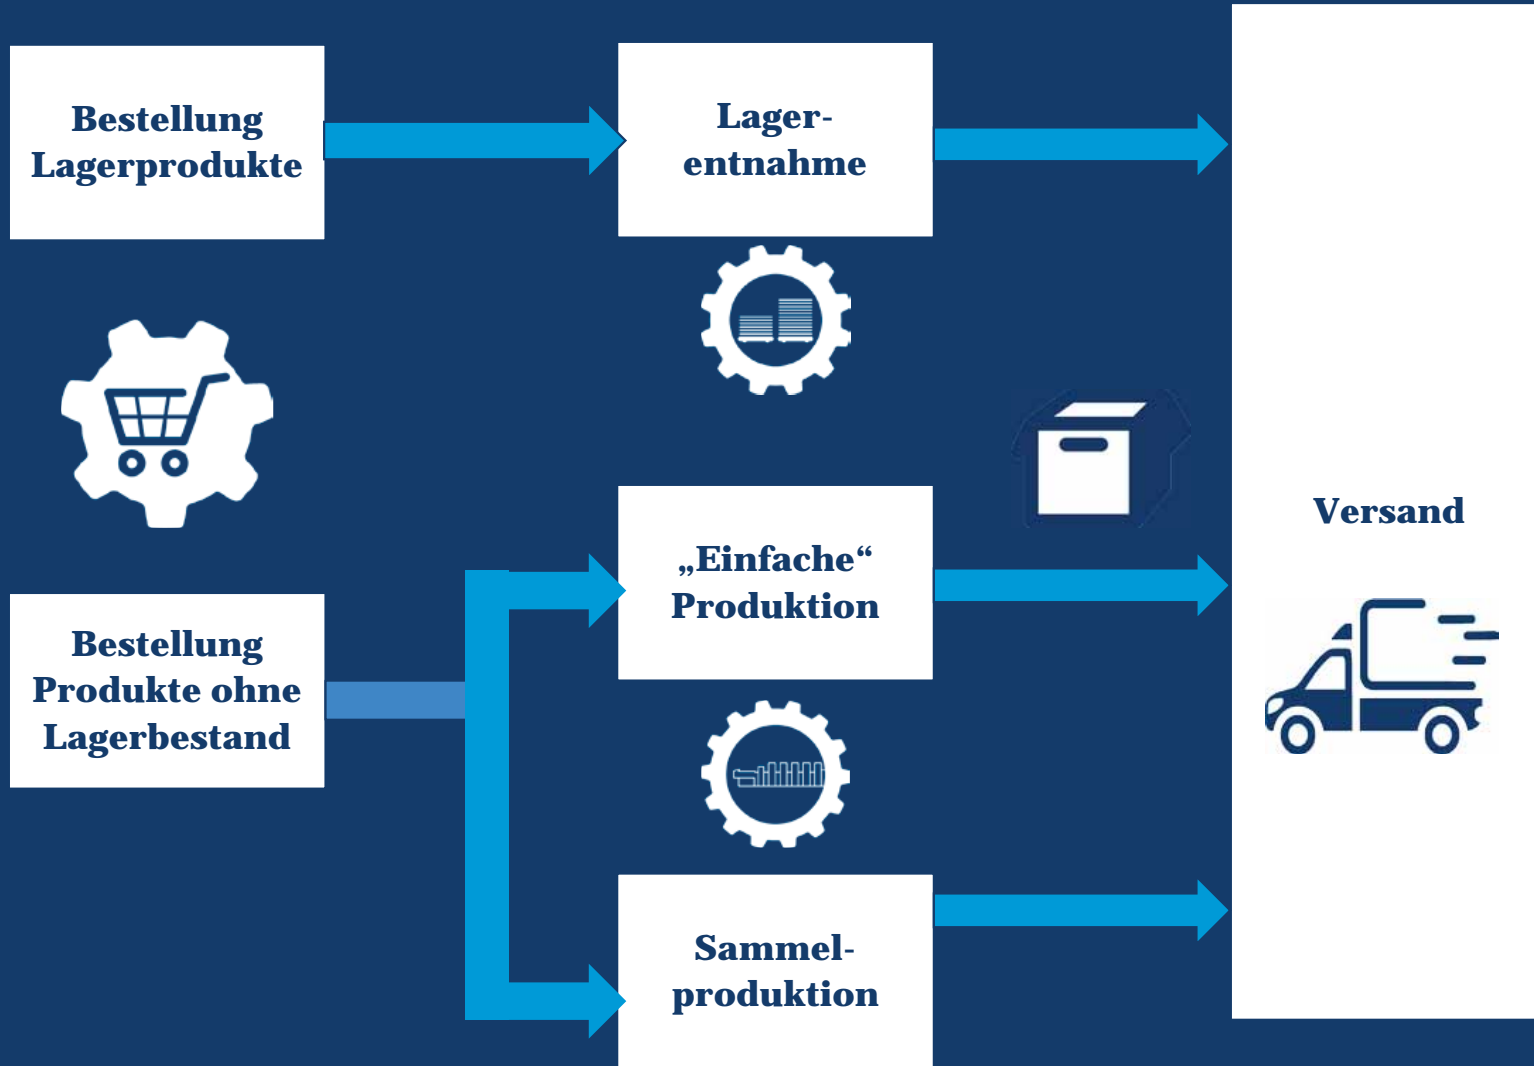 Bestellung
Lagerprodukte
Lager-
entnahme
„Einfache“
Produktion
Versand
Bestellung
Produkte ohne
Lagerbestand
Sammel-
produktion